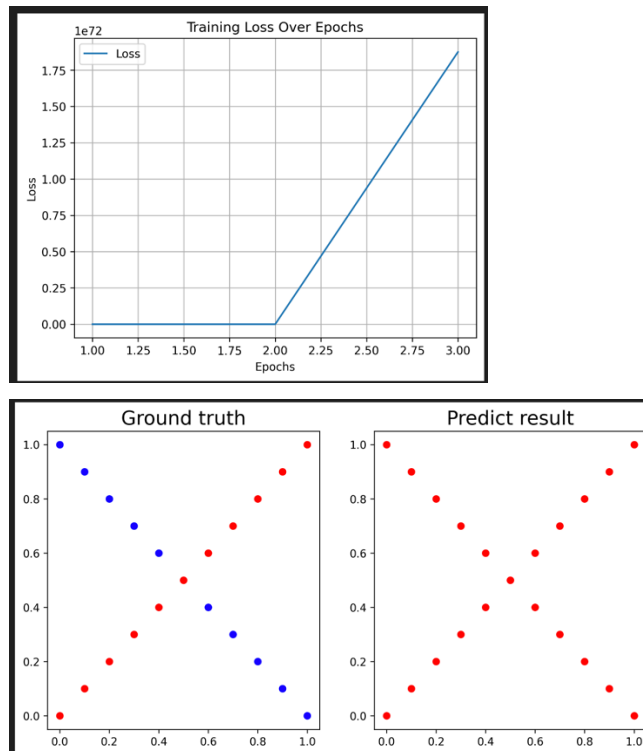 Training Loss Over Epochs
1e72
Loss
1.75
1.50
1.25
1.00
0.75
0.50
0.25
0.00
Loss
1.00 1.25 1.50 1.75 2.00 2.25 2.50 2.75 3.00
Epochs
Ground truth
1.0
0.8
0.6
0.4
0.2
0.0
0.0 0.2 0.4 0.6 0.8 1.0
Predict result
1.0
0.8
0.6
0.4
0.2
0.0
0.0 0.2 0.4 0.6 0.8 1.0